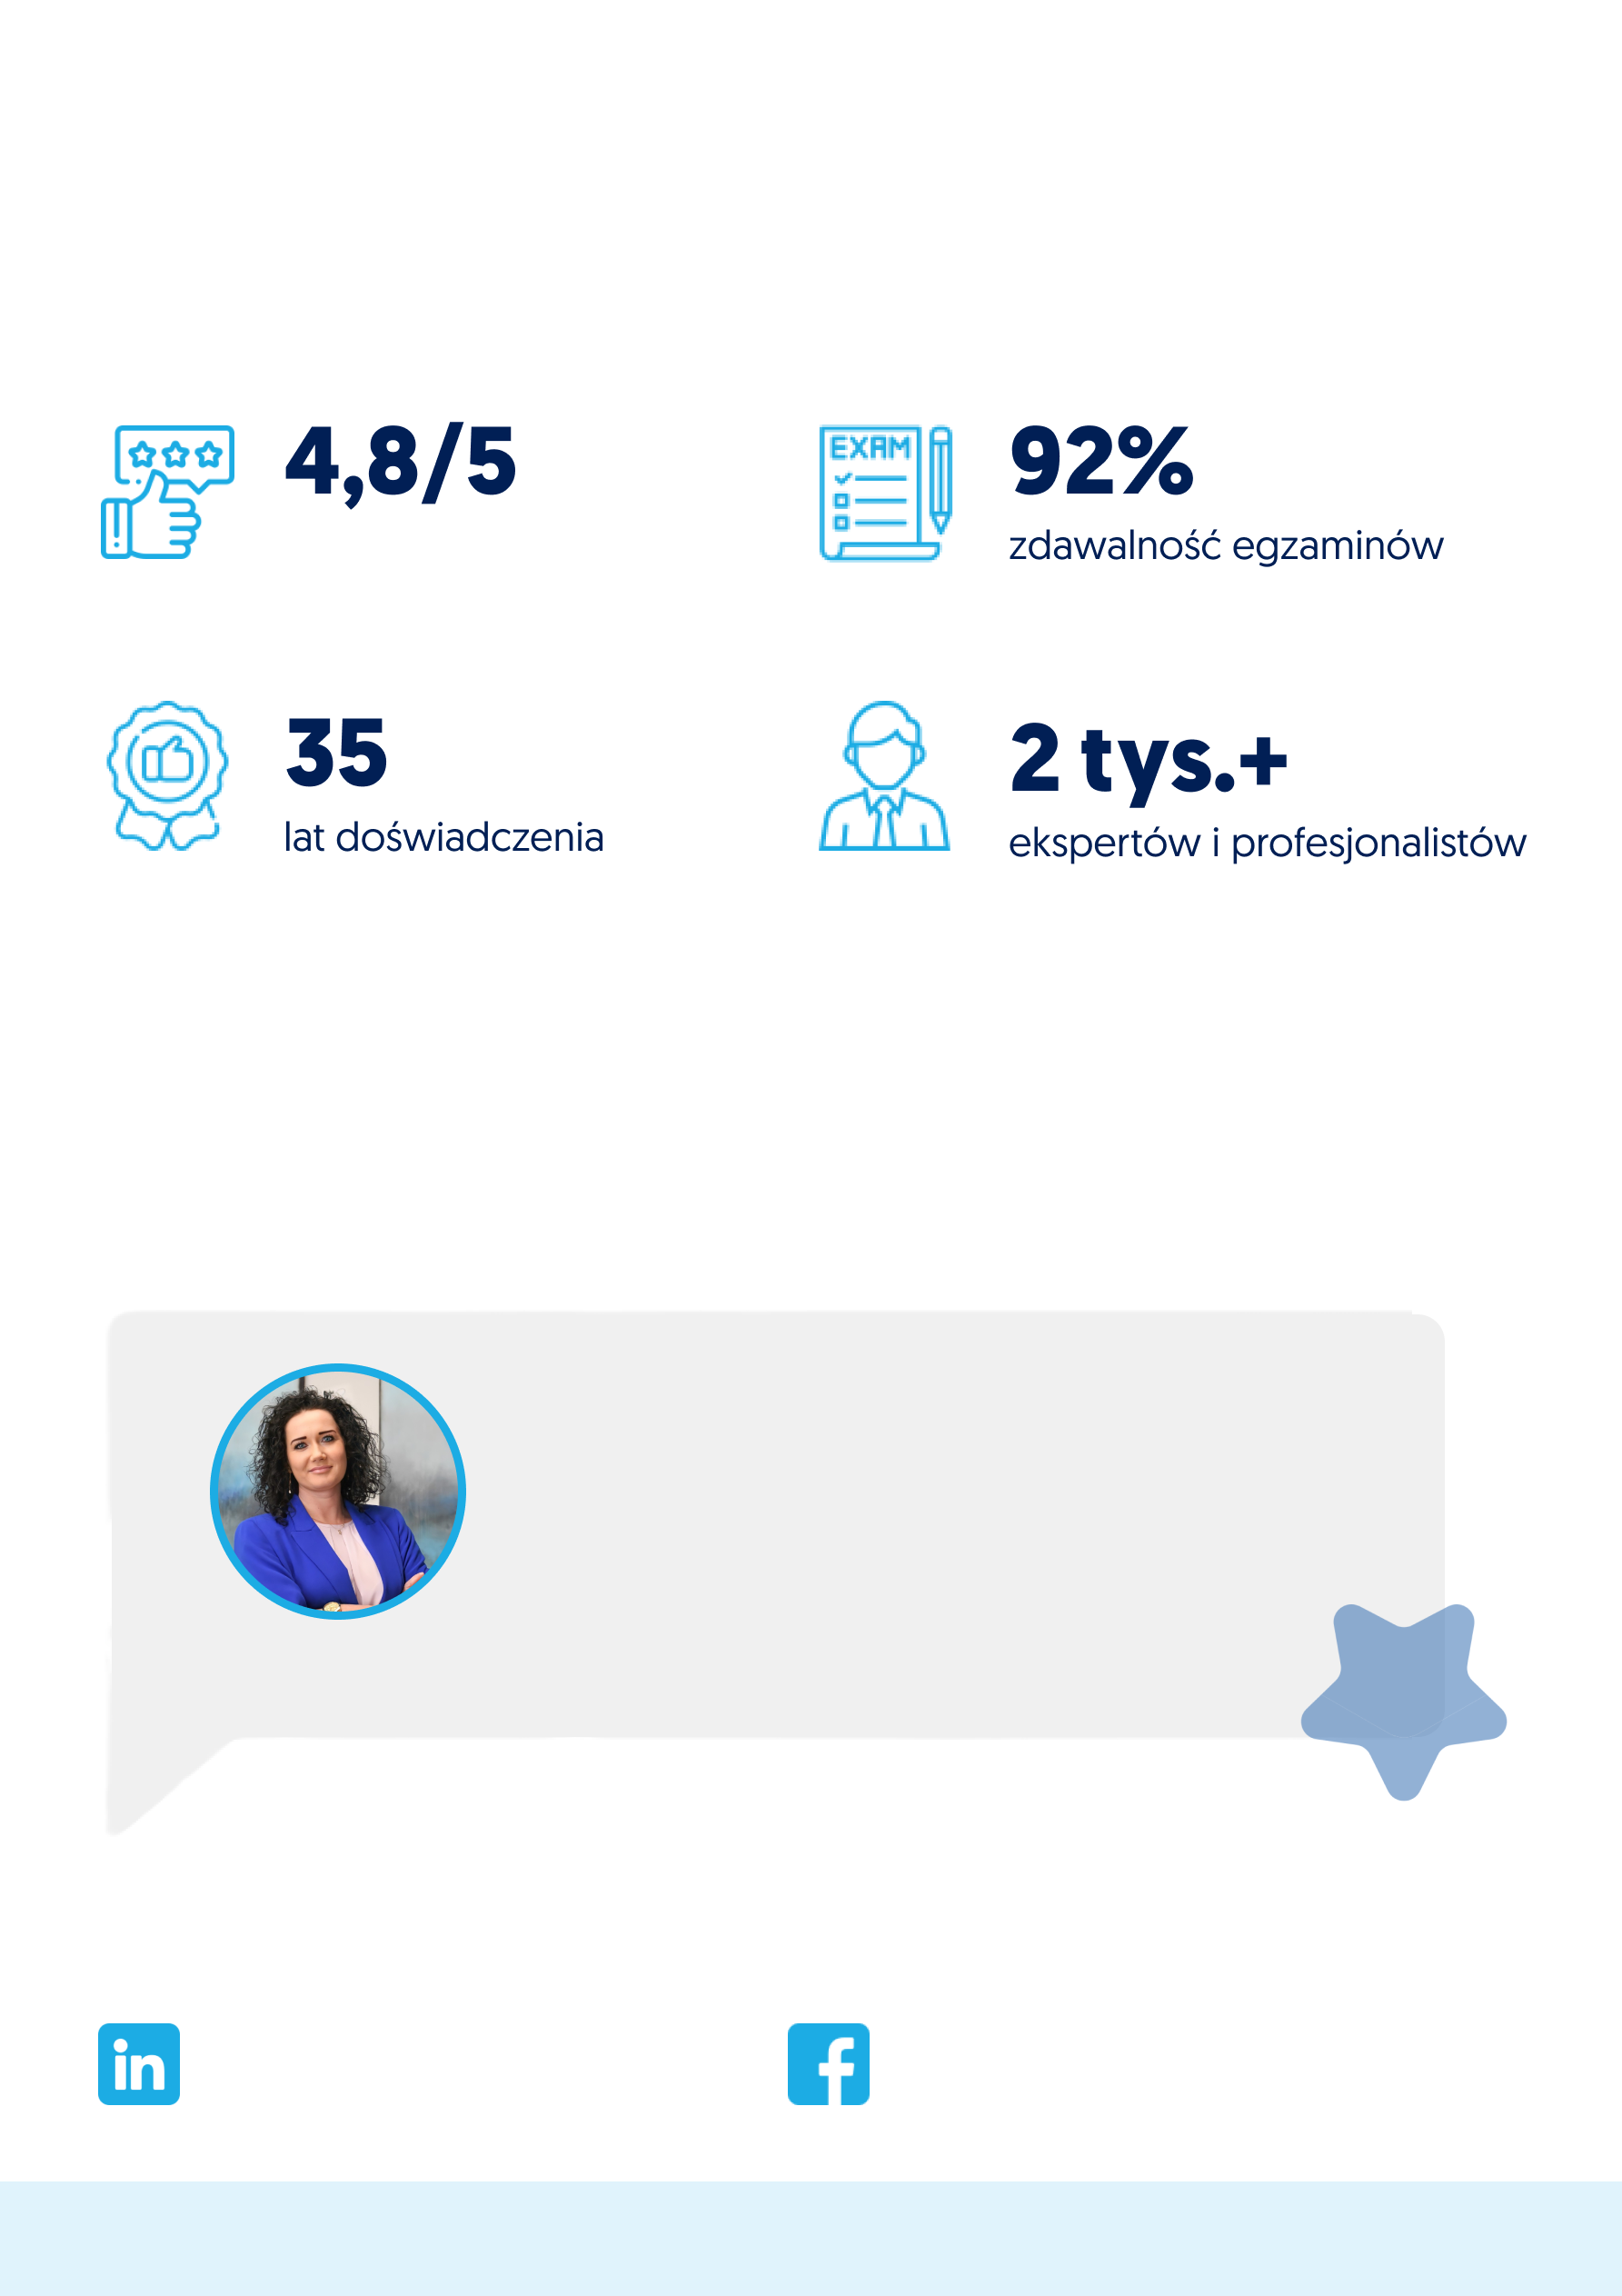 4,8/5
EXAM
92%
zdawalność egzaminów
35
lat doświadczenia
2 tys.+
ekspertów i profesjonalistów
in
f